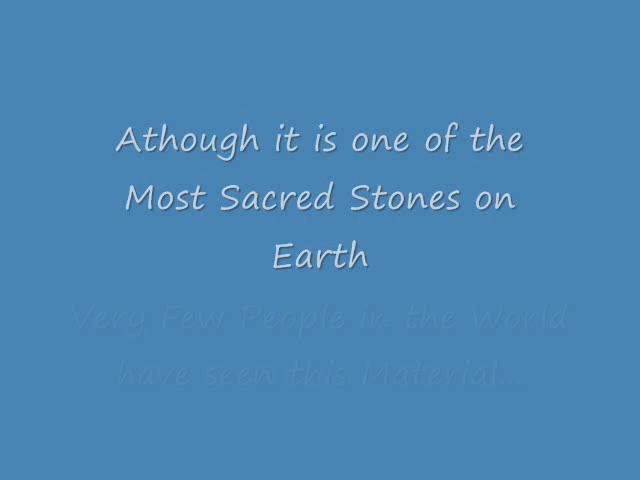 Athough it is one of the
Most Sacred Stones on
Earth
Very Few People in the World
have seen this Material...